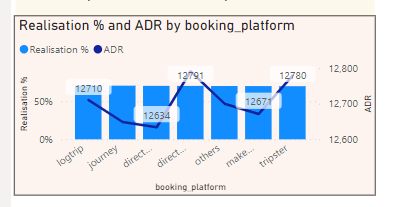 Realisation % and ADR by booking_platform
Realisation % ADR
12,800
12791
12780
12710
50%
12671
12,700
12634
0%
12,600
Realisation %
ADR
logtrip
journey
direct...
direct...
others
make...
tripster
booking_platform